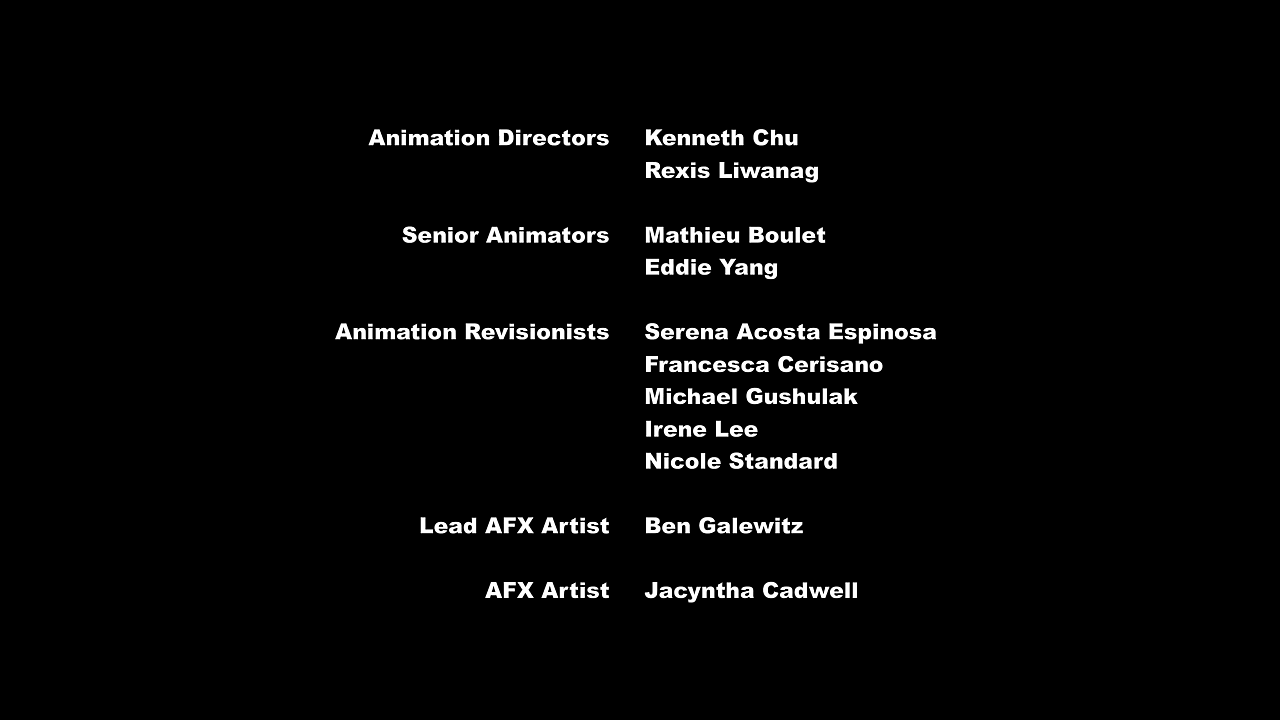 Animation Directors Kenneth Chu
Rexis Liwanag
Senior Animators Mathieu Boulet
Eddie Yang
Animation Revisionists Serena Acosta Espinosa
Francesca Cerisano
Michael Gushulak
Irene Lee
Nicole Standard
Lead AFX Artist Ben Galewitz
AFX Artist Jacyntha Cadwell